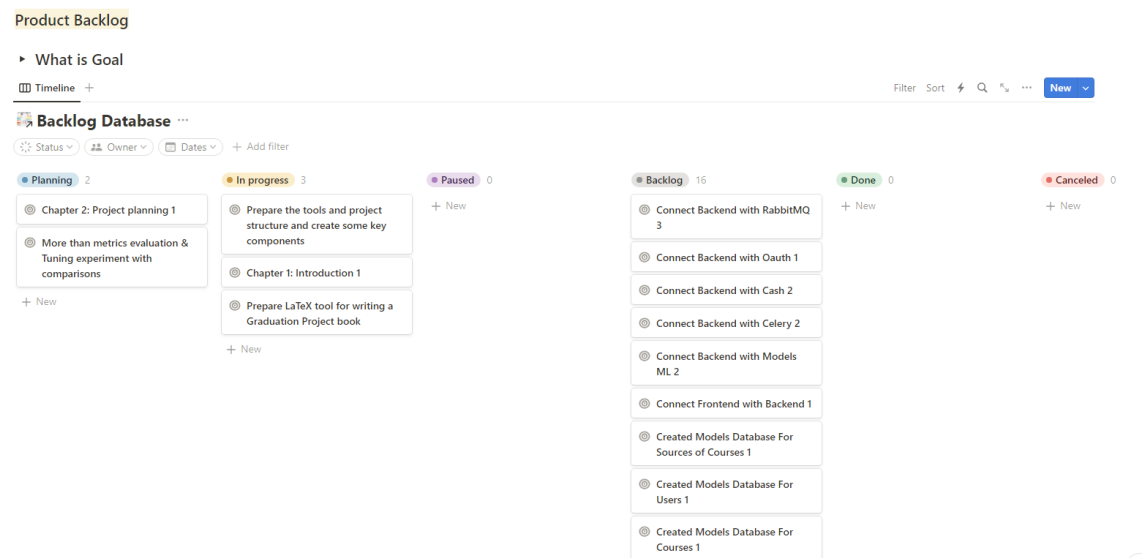 Product Backlog
What is Goal
Timeline
Filter Sort New
Backlog Database
Status Owner Dates Add filter
Planning 2
Chapter 2: Project planning 1
More than metrics evaluation &
Tuning experiment with
comparisons
New
In progress 3
Prepare the tools and project
structure and create some key
components
Chapter 1: Introduction 1
Prepare LaTeX tool for writing a
Graduation Project book
New
Paused 0
New
Backlog 16
Connect Backend with RabbitMQ
3
Connect Backend with Oauth 1
Connect Backend with Cash 2
Connect Backend with Celery 2
Connect Backend with Models
ML 2
Connect Frontend with Backend 1
Created Models Database For
Sources of Courses 1
Created Models Database For
Users 1
Created Models Database For
Courses 1
Done 0
New
Canceled 0
New